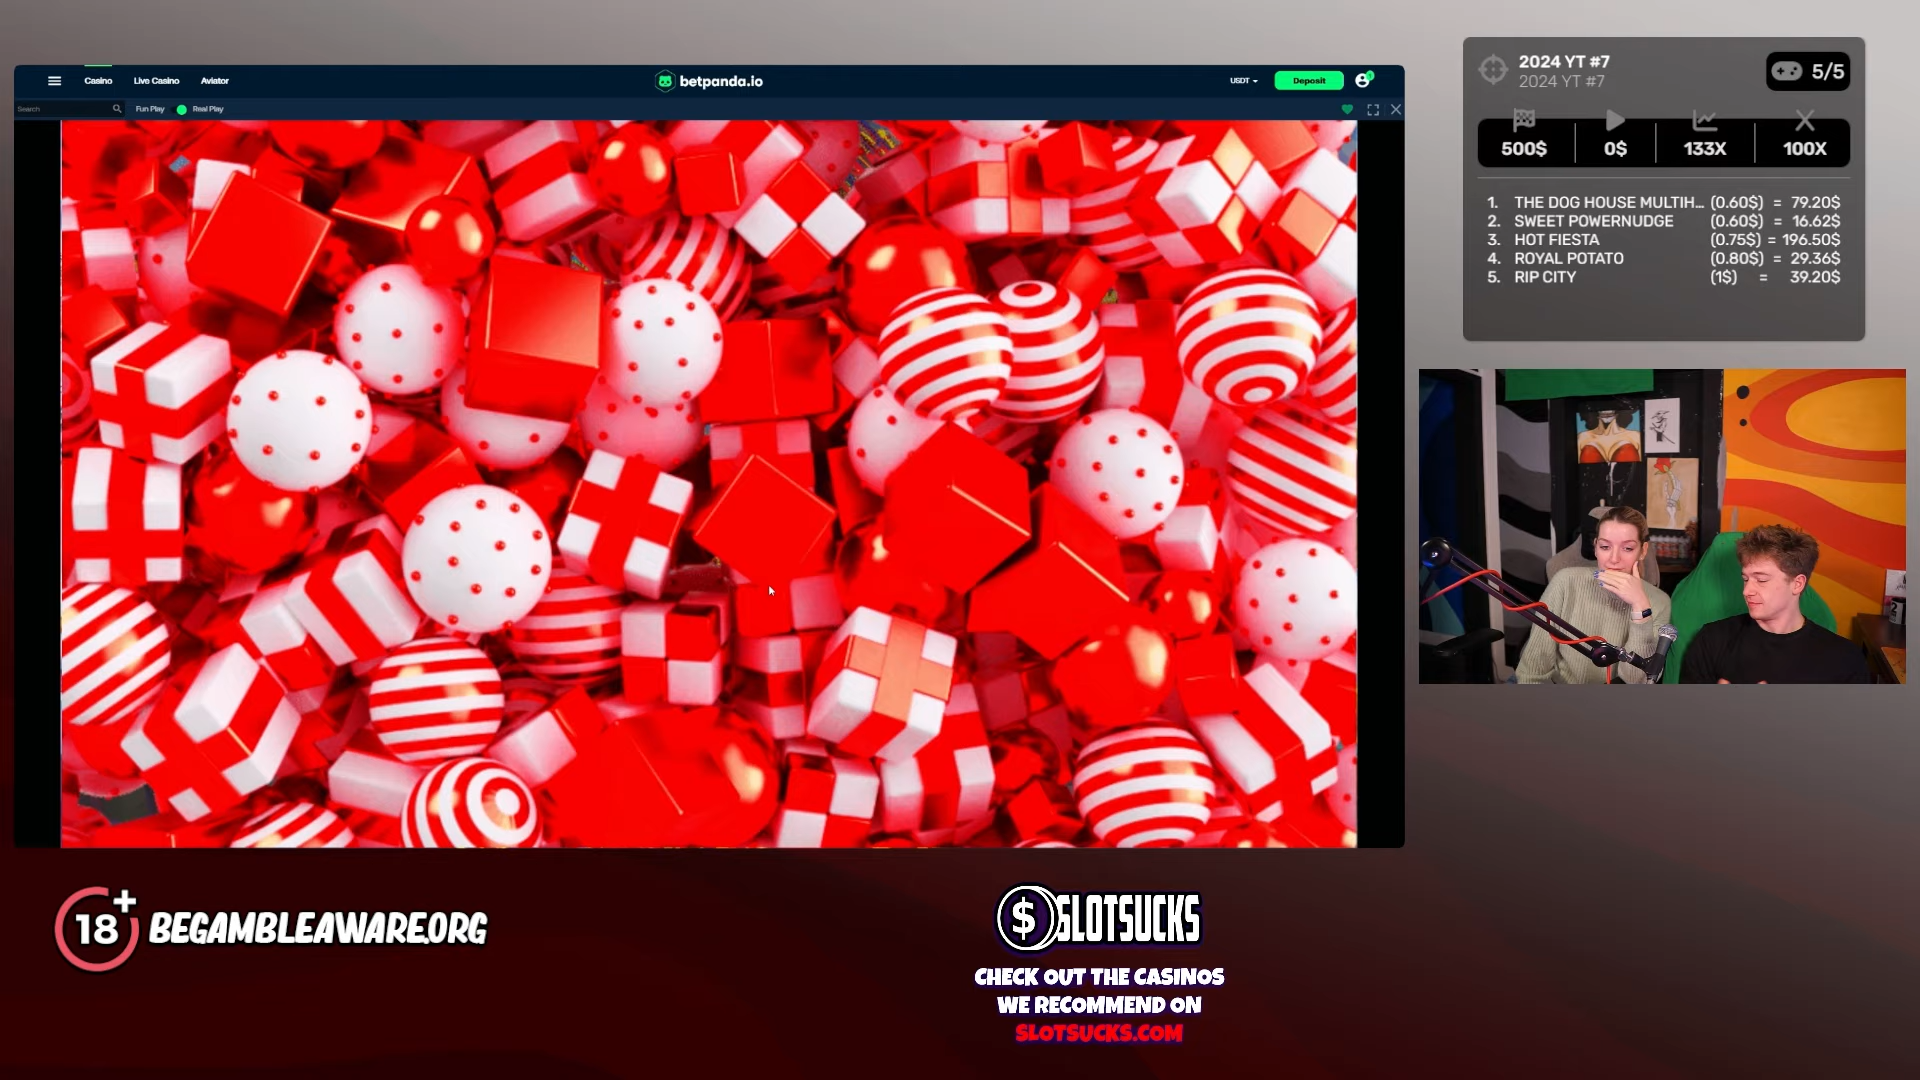 Casino Live Casino Aviator
betpanda.io
USDT Deposit
Search Fun Play Real Play
2024 YT #7
2024 YT #7
5/5
500$ 0$ 133X 100X
1. THE DOG HOUSE MULTIH... (0.60$) = 79.20$
2. SWEET POWERNUDGE (0.60$) = 16.62$
3. HOT FIESTA (0.75$) = 196.50$
4. ROYAL POTATO (0.80$) = 29.36$
5. RIP CITY (1$) = 39.20$
18+ BEGAMBLEAWARE.ORG
$ SLOTSUCKS
CHECK OUT THE CASINOS
WE RECOMMEND ON
SLOTSUCKS.COM